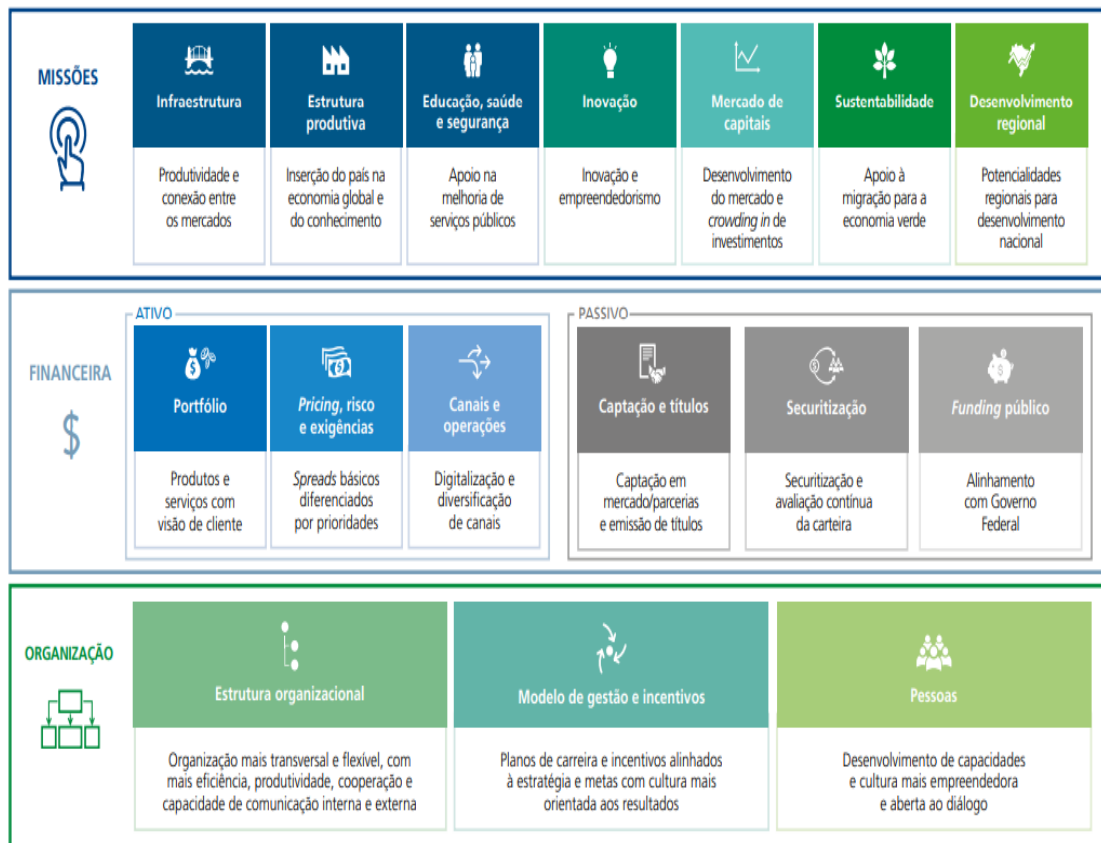 MISSÕES
Infraestrutura
Produtividade e
conexão entre
os mercados
Estrutura
produtiva
Inserção do país na
economia global e
do conhecimento
Educação, saúde
e segurança
Apoio na
melhoria de
serviços públicos
Inovação
Inovação e
empreendedorismo
Mercado de
capitais
Desenvolvimento
do mercado e
crowding in de
investimentos
Sustentabilidade
Apoio à
migração para a
economia verde
Desenvolvimento
regional
Potencialidades
regionais para
desenvolvimento
nacional
FINANCEIRA
$
ATIVO
Portfólio
Produtos e
serviços com
visão de cliente
Pricing, risco
e exigências
Spreads básicos
diferenciados
por prioridades
Canais e
operações
Digitalização e
diversificação
de canais
PASSIVO
Captação e títulos
Captação em
mercado/parcerias
e emissão de títulos
Securitização
Securitização e
avaliação contínua
da carteira
Funding público
Alinhamento
com Governo
Federal
ORGANIZAÇÃO
Estrutura organizacional
Organização mais transversal e flexível, com
mais eficiência, produtividade, cooperação e
capacidade de comunicação interna e externa
Modelo de gestão e incentivos
Planos de carreira e incentivos alinhados
à estratégia e metas com cultura mais
orientada aos resultados
Pessoas
Desenvolvimento de capacidades
e cultura mais empreendedora
e aberta ao diálogo